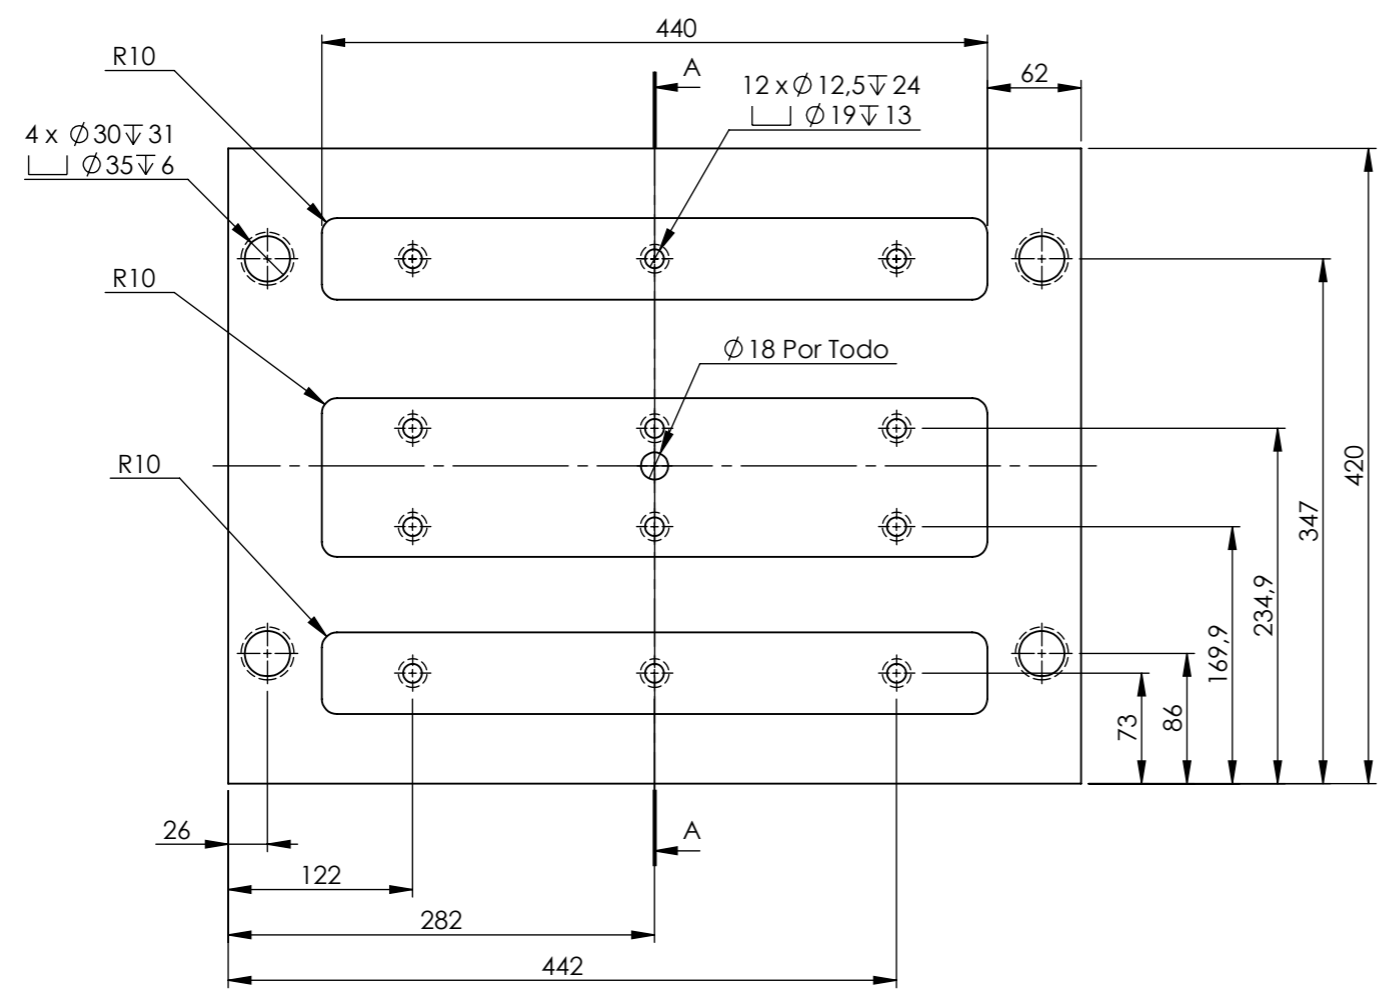 440
R10
A
62
12 x ∅ 12,5 ↧ 24
⌴ ∅ 19 ↧ 13
4 x ∅ 30 ↧ 31
⌴ ∅ 35 ↧ 6
R10
∅ 18 Por Todo
R10
420
347
234,9
169,9
86
73
26
A
122
282
442